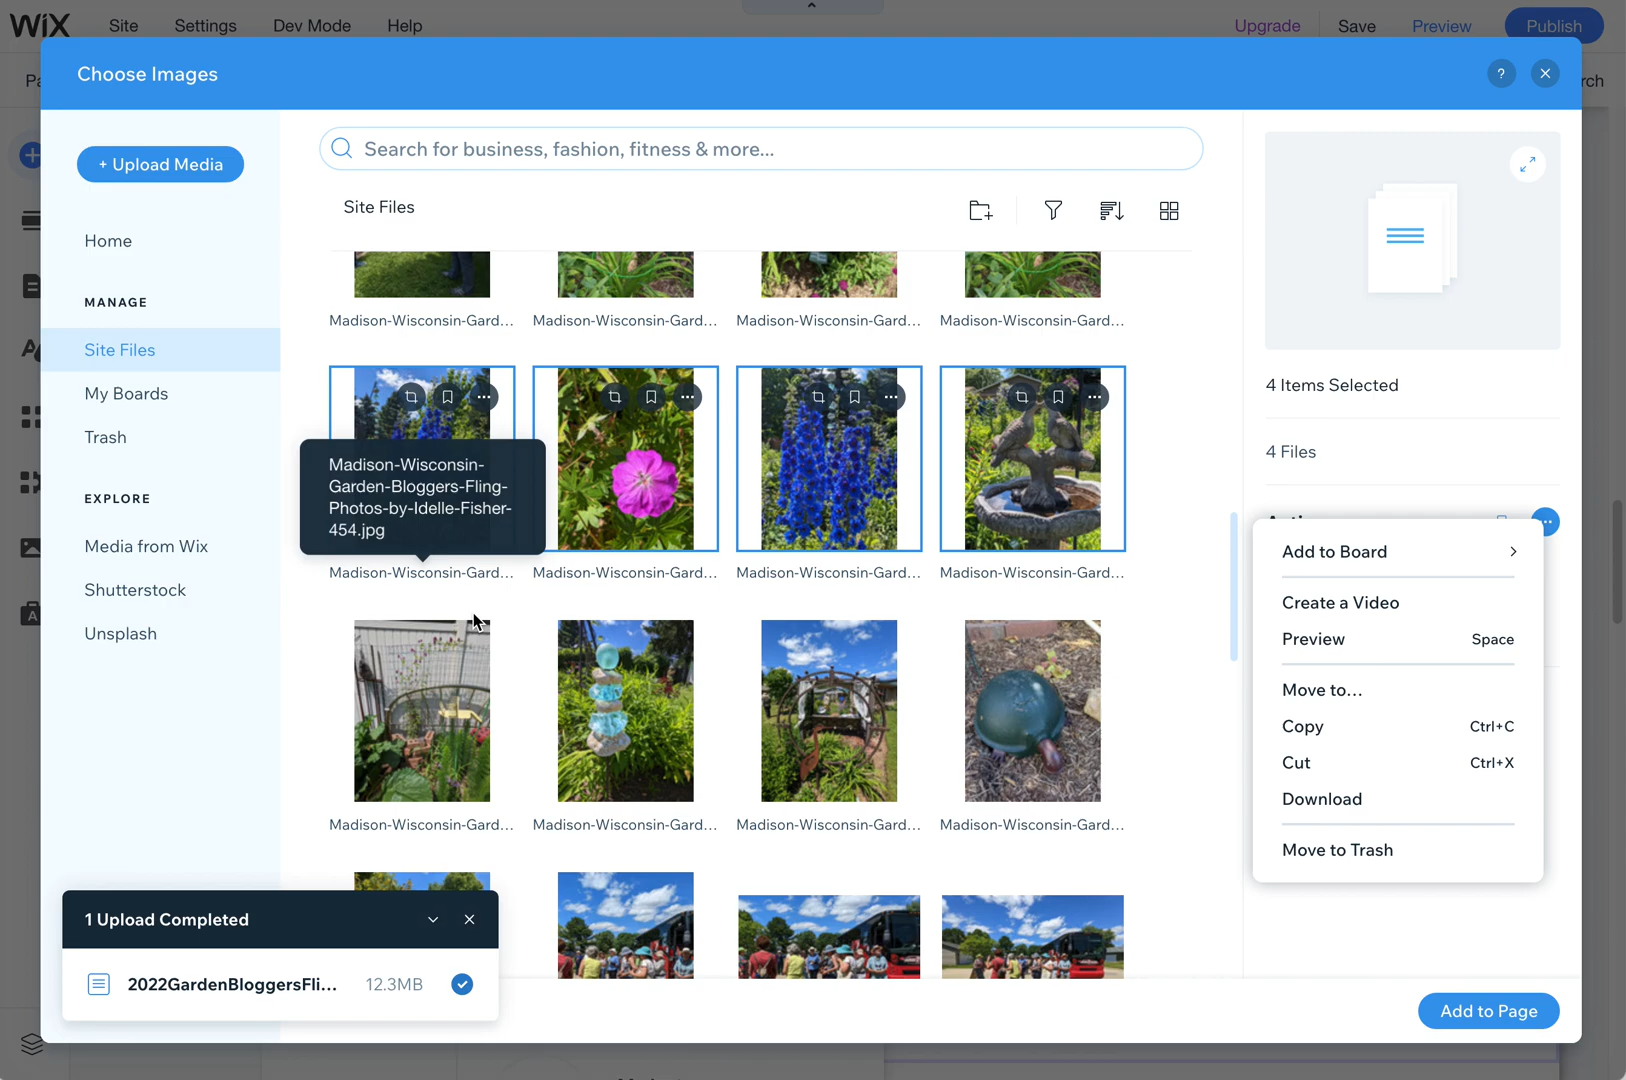 WiX Site Settings Dev Mode Help Upgrade Save Preview Publish
Choose Images ?
+ Upload Media
Search for business, fashion, fitness & more...
Site Files
Home
MANAGE
Site Files
My Boards
Trash
EXPLORE
Media from Wix
Shutterstock
Unsplash
Madison-Wisconsin-Gard... Madison-Wisconsin-Gard... Madison-Wisconsin-Gard... Madison-Wisconsin-Gard...
Madison-Wisconsin-
Garden-Bloggers-Fling-
Photos-by-Idelle-Fisher-
454.jpg
Madison-Wisconsin-Gard... Madison-Wisconsin-Gard... Madison-Wisconsin-Gard... Madison-Wisconsin-Gard...
Madison-Wisconsin-Gard... Madison-Wisconsin-Gard... Madison-Wisconsin-Gard... Madison-Wisconsin-Gard...
4 Items Selected
4 Files
Add to Board
Create a Video
Preview Space
Move to...
Copy Ctrl+C
Cut Ctrl+X
Download
Move to Trash
1 Upload Completed
2022GardenBloggersFli... 12.3MB
Add to Page